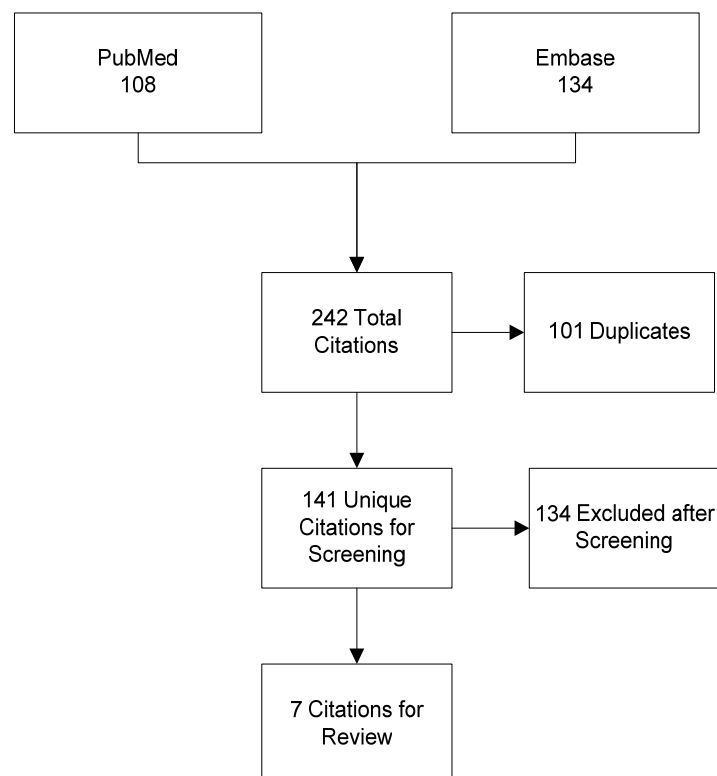 PubMed
108
Embase
134
242 Total
Citations
101 Duplicates
141 Unique
Citations for
Screening
134 Excluded after
Screening
7 Citations for
Review